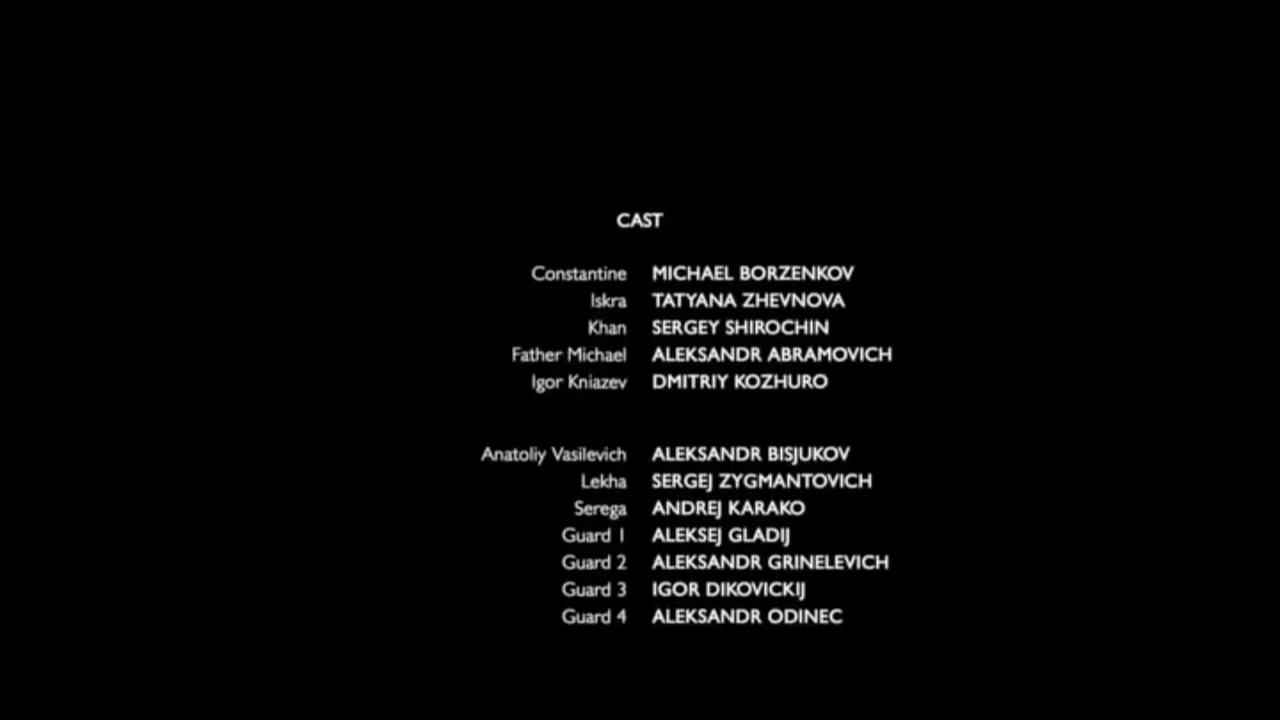 CAST
Constantine MICHAEL BORZENKOV
Iskra TATYANA ZHEVNOVA
Khan SERGEY SHIROCHIN
Father Michael ALEKSANDR ABRAMOVICH
Igor Kniazev DMITRIY KOZHURO
Anatoliy Vasilevich ALEKSANDR BISJUKOV
Lekha SERGEJ ZYGMANTOVICH
Serega ANDREJ KARAKO
Guard 1 ALEKSEJ GLADIJ
Guard 2 ALEKSANDR GRINELEVICH
Guard 3 IGOR DIKOVICKIJ
Guard 4 ALEKSANDR ODINEC